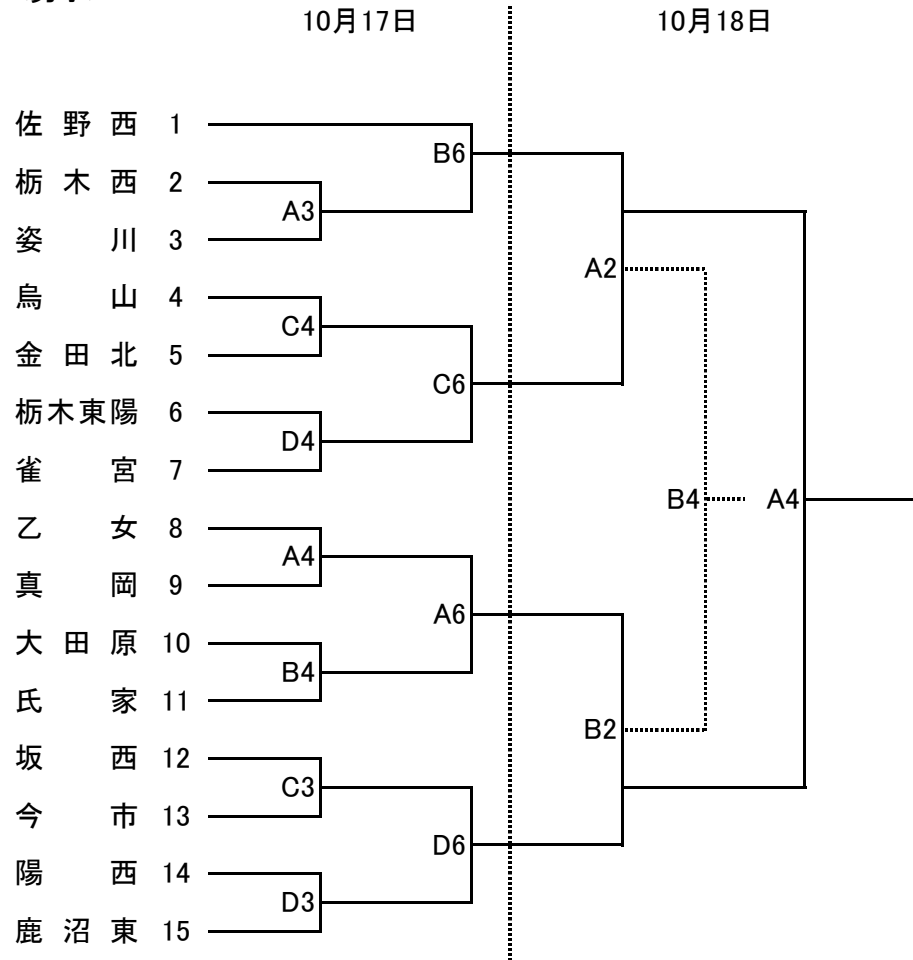 10月17日 10月18日
佐野西 1
B6
栃木西 2
A3
姿川 3
A2
烏山 4
C4
金田北 5
C6
栃木東陽 6
D4
雀宮 7
B4 A4
乙女 8
A4
真岡 9
A6
大田原 10
B4
氏家 11
B2
坂西 12
C3
今市 13
D6
陽西 14
D3
鹿沼東 15